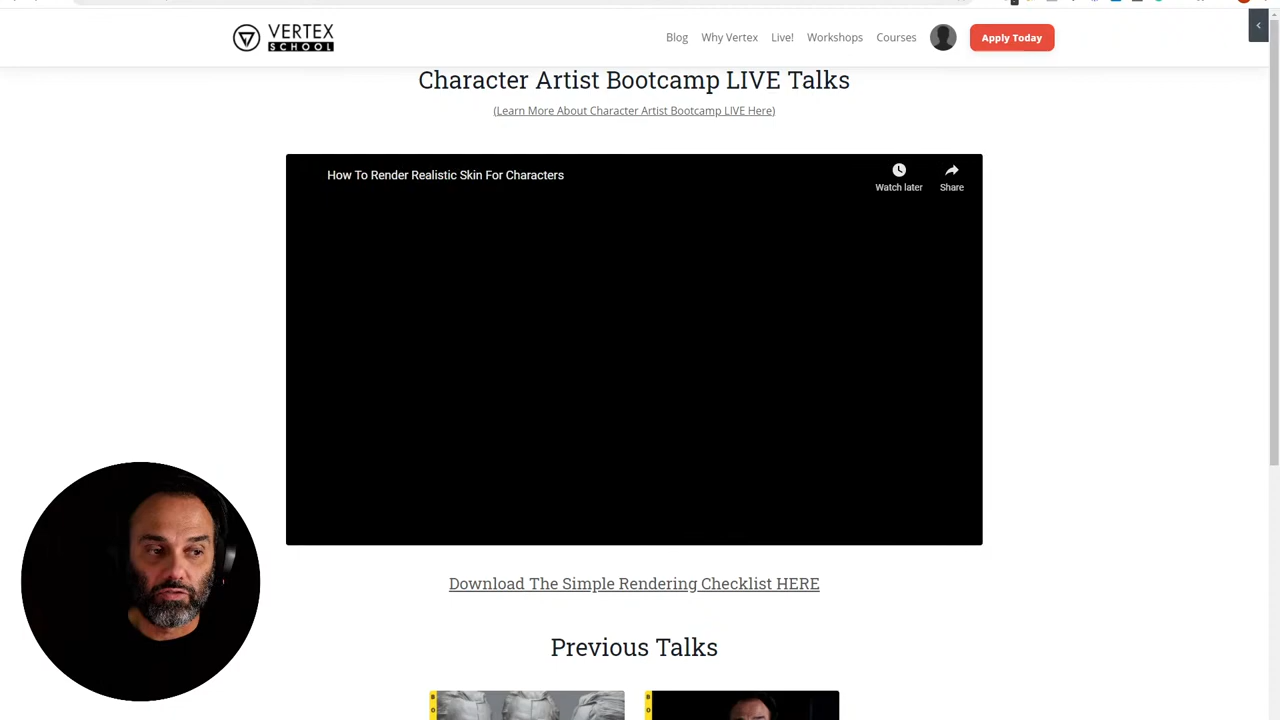 VERTEX
SCHOOL
Blog
Why Vertex
Live!
Workshops
Courses
Apply Today
Character Artist Bootcamp LIVE Talks
(Learn More About Character Artist Bootcamp LIVE Here)
How To Render Realistic Skin For Characters
Watch later
Share
Download The Simple Rendering Checklist HERE
Previous Talks
B
O
B
O